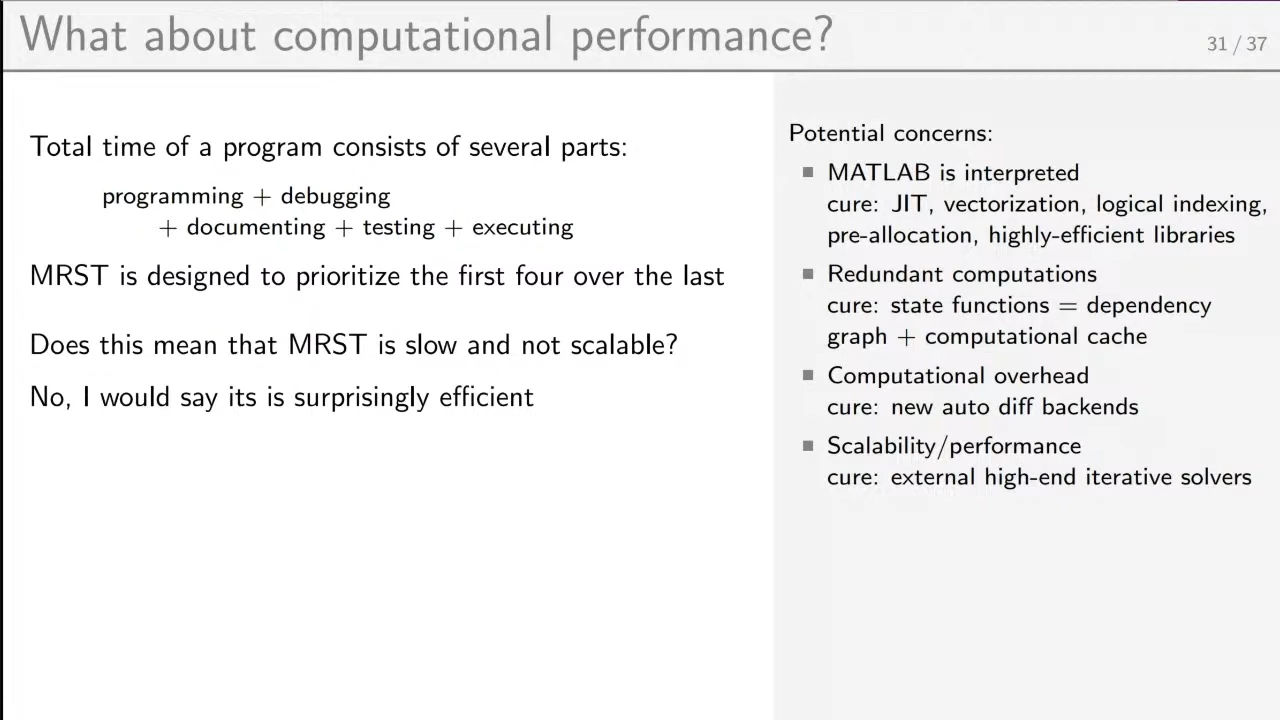 What about computational performance?
31 / 37
Total time of a program consists of several parts:
programming + debugging
+ documenting + testing + executing
MRST is designed to prioritize the first four over the last
Does this mean that MRST is slow and not scalable?
No, I would say its is surprisingly efficient
Potential concerns:
MATLAB is interpreted
cure: JIT, vectorization, logical indexing,
pre-allocation, highly-efficient libraries
Redundant computations
cure: state functions = dependency
graph + computational cache
Computational overhead
cure: new auto diff backends
Scalability/performance
cure: external high-end iterative solvers